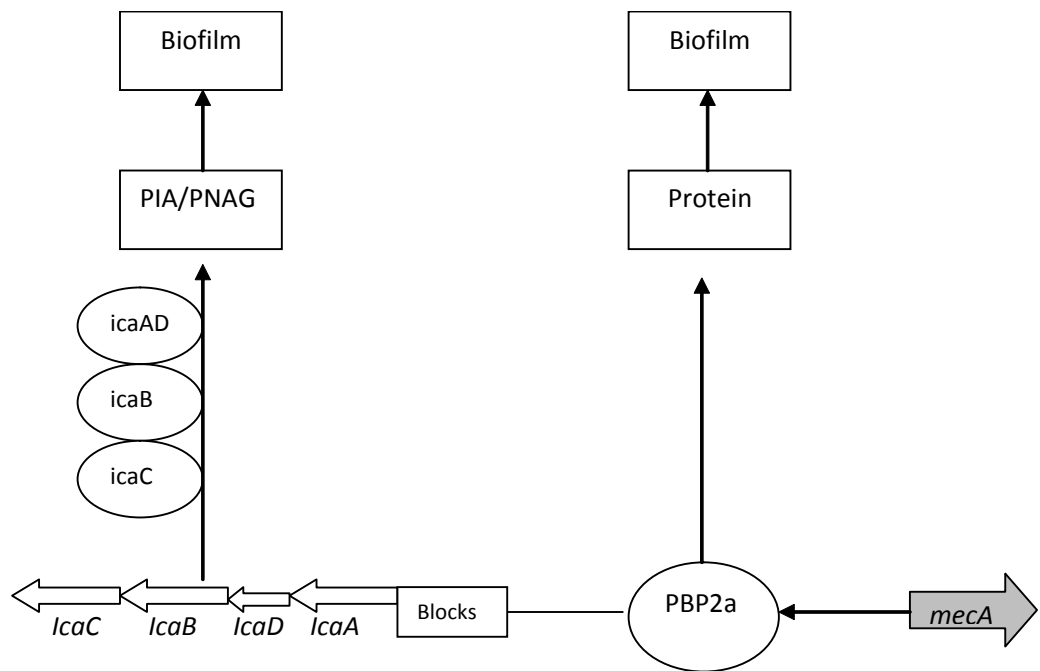 Biofilm
Biofilm
PIA/PNAG
Protein
icaAD
icaB
icaC
IcaC
IcaB
IcaD
IcaA
Blocks
PBP2a
mecA